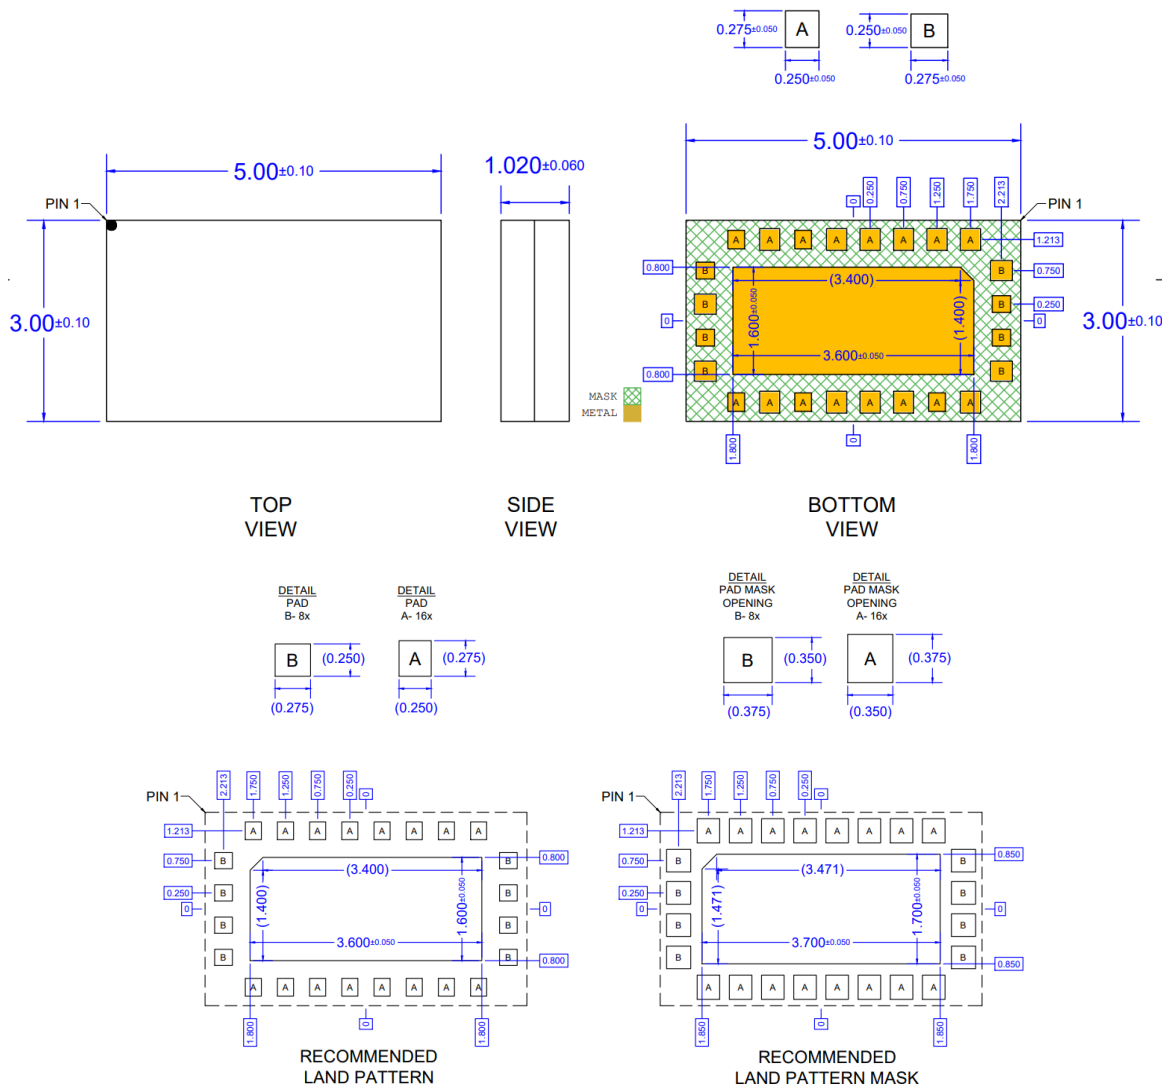 0.275±0.050
A
0.250±0.050
B
0.250±0.050
0.275±0.050
5.00±0.10
1.020±0.060
5.00±0.10
PIN 1
0
0.250
0.750
1.250
1.750
2.213
PIN 1
A A A A A A A A
1.213
0.800
B
B
0.750
(3.400)
3.00±0.10
B
B
0.250
0
1.600±0.050
(1.400)
0
3.00±0.10
B
B
3.600±0.050
0.800
B
B
MASK
METAL
A A A A A A A A
1.800
0
1.800
TOP
VIEW
SIDE
VIEW
BOTTOM
VIEW
DETAIL
PAD
B- 8x
DETAIL
PAD
A- 16x
DETAIL
PAD MASK
OPENING
B- 8x
DETAIL
PAD MASK
OPENING
A- 16x
B
(0.250)
(0.275)
A
(0.275)
(0.250)
B
(0.350)
(0.375)
A
(0.375)
(0.350)
PIN 1
2.213
1.750
1.250
0.750
0.250
0
1.213
A A A A A A A A
0.750
B
B
0.800
(3.400)
0.250
B
B
0
(1.400)
1.600±0.050
0
B
B
3.600±0.050
B
B
0.800
A A A A A A A A
1.800
0
1.800
RECOMMENDED
LAND PATTERN
PIN 1
2.213
1.750
1.250
0.750
0.250
0
1.213
A A A A A A A A
0.750
B
B
0.850
(3.471)
0.250
B
B
0
(1.471)
1.700±0.050
0
B
B
3.700±0.050
B
B
0.850
A A A A A A A A
1.850
0
1.850
RECOMMENDED
LAND PATTERN MASK